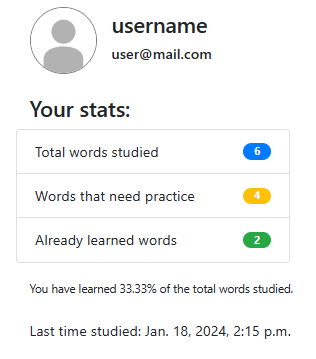 username
user@mail.com
Your stats:
Total words studied 6
Words that need practice 4
Already learned words 2
You have learned 33.33% of the total words studied.
Last time studied: Jan. 18, 2024, 2:15 p.m.